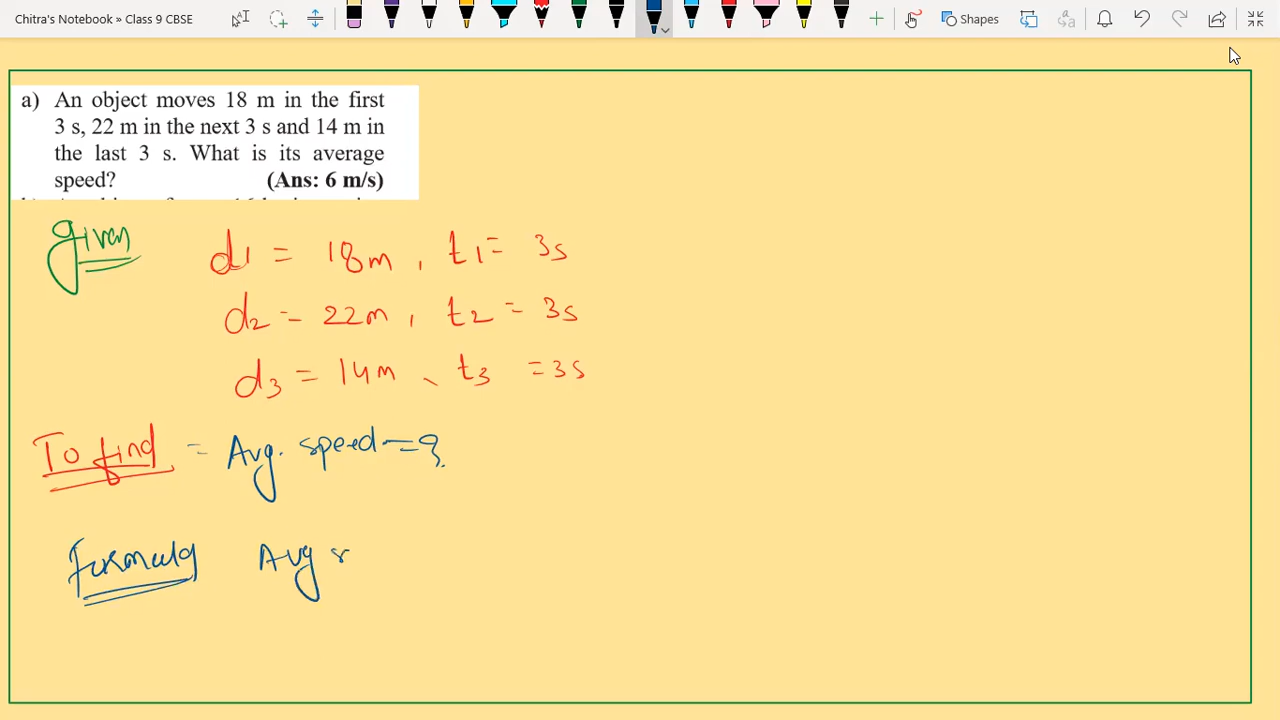 Chitra's Notebook » Class 9 CBSE
Shapes
a) An object moves 18 m in the first
3 s, 22 m in the next 3 s and 14 m in
the last 3 s. What is its average
speed? (Ans: 6 m/s)
given d1 = 18m, t1= 3s
d2 = 22m, t2 = 3s
d3 = 14m, t3 = 3s
To find = Avg. speed = ?
Formula Avg s